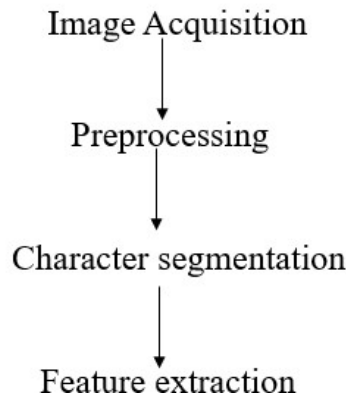 Image Acquisition
Preprocessing
Character segmentation
Feature extraction